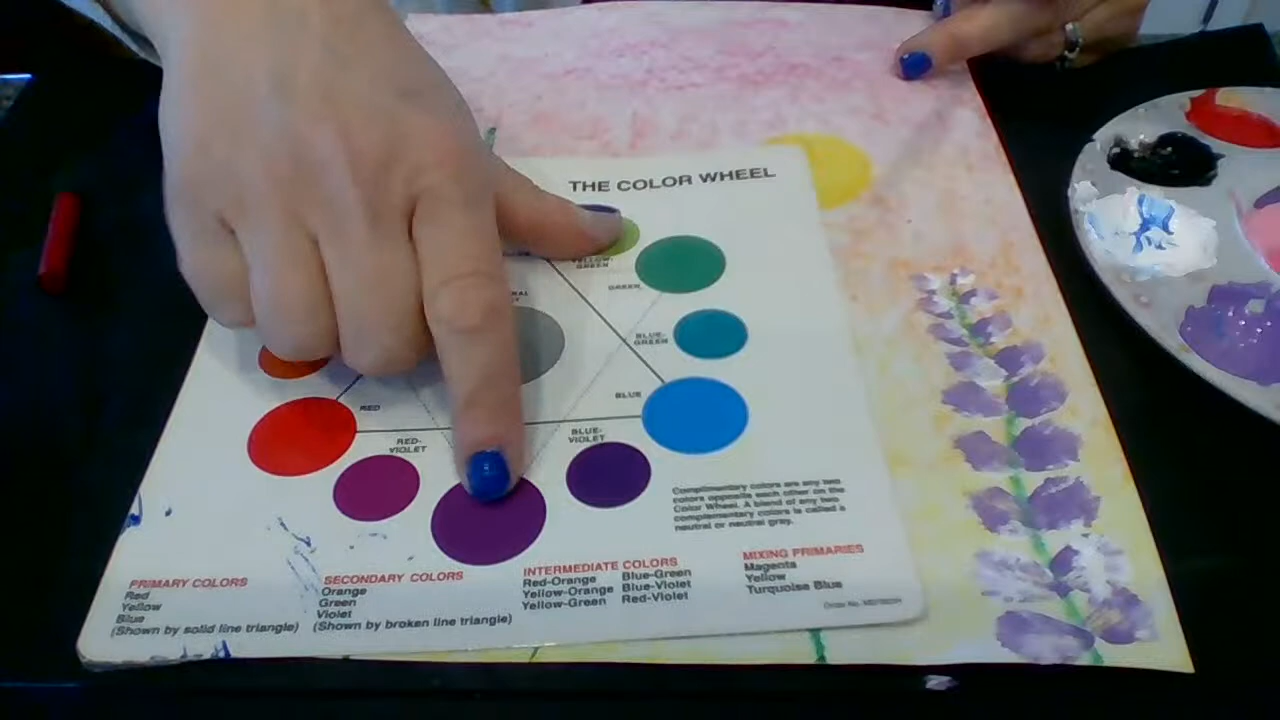 THE COLOR WHEEL
YELLOW-
GREEN
GREEN
BLUE-
GREEN
BLUE
RED
RED-
VIOLET
BLUE-
VIOLET
Complimentary colors are any two
colors opposite each other on the
Color Wheel. A blend of any two
complementary colors is called a
neutral or neutral gray.
PRIMARY COLORS
Red
Yellow
Blue
(Shown by solid line triangle)
SECONDARY COLORS
Orange
Green
Violet
(Shown by broken line triangle)
INTERMEDIATE COLORS
Red-Orange Blue-Green
Yellow-Orange Blue-Violet
Yellow-Green Red-Violet
MIXING PRIMARIES
Magenta
Yellow
Turquoise Blue
Order No.